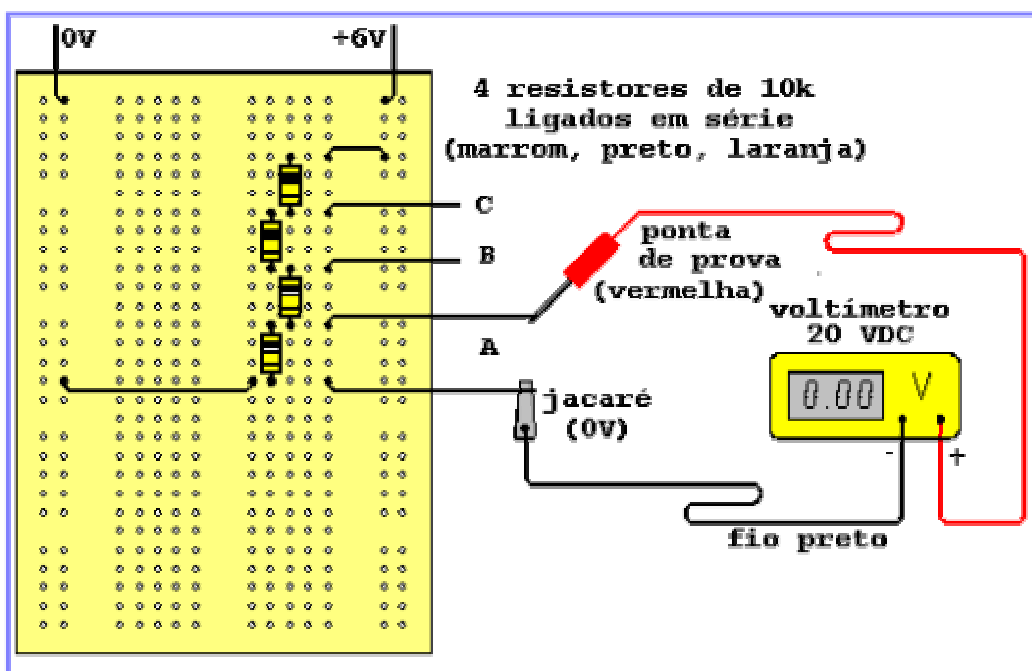 0V
+6V
4 resistores de 10k
ligados em série
(marrom, preto, laranja)
C
B
A
ponta
de prova
(vermelha)
voltímetro
20 VDC
0.00
V
-
+
jacaré
(0V)
fio preto